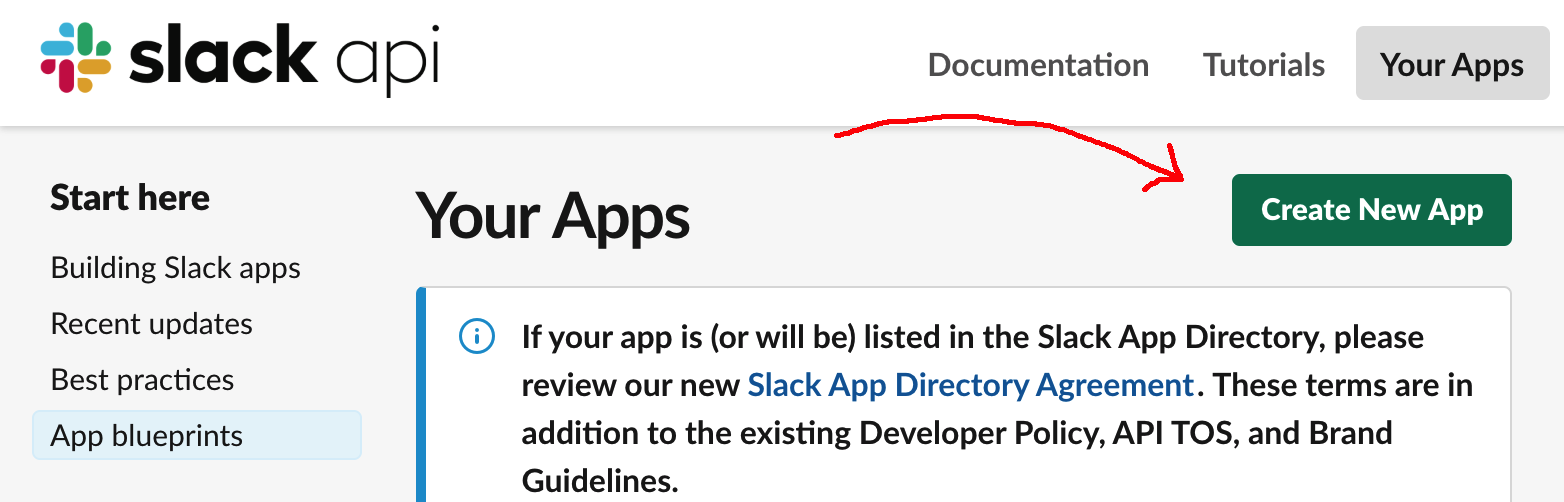 slack api
Documentation
Tutorials
Your Apps
Start here
Building Slack apps
Recent updates
Best practices
App blueprints
Your Apps
Create New App
If your app is (or will be) listed in the Slack App Directory, please
review our new Slack App Directory Agreement. These terms are in
addition to the existing Developer Policy, API TOS, and Brand
Guidelines.